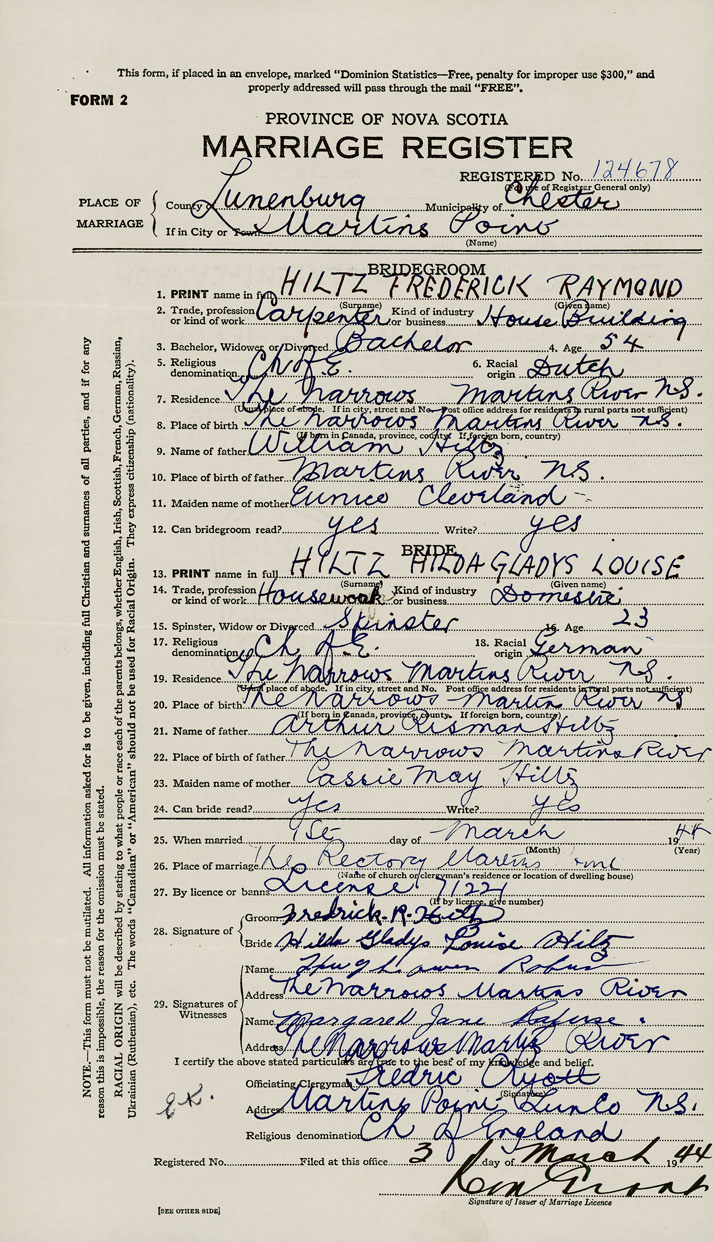 This form, if placed in an envelope, marked “Dominion Statistics—Free, penalty for improper use $300,” and
properly addressed will pass through the mail “FREE”.
FORM 2
PROVINCE OF NOVA SCOTIA
MARRIAGE REGISTER
REGISTERED No. 124678
(For use of Registrar General only)
PLACE OF MARRIAGE
County of Lunenburg Municipality of Chester
If in City or Town Martins Point
(Name)
BRIDEGROOM
1. PRINT name in full HILTZ FREDERICK RAYMOND
(Surname) (Given name)
2. Trade, profession or kind of work Carpenter Kind of industry or business House Building
3. Bachelor, Widower or Divorced Bachelor 4. Age 54
5. Religious denomination Ch of E. 6. Racial origin Dutch
7. Residence The Narrows Martins River N.S.
(Usual place of abode. If in city, street and No. Post office address for residents in rural parts not sufficient)
8. Place of birth The Narrows Martins River N.S.
(If born in Canada, province, county. If foreign born, country)
9. Name of father William Hiltz
10. Place of birth of father Martins River N.S.
11. Maiden name of mother Eunice Cleveland
12. Can bridegroom read? yes Write? yes
BRIDE
13. PRINT name in full HILTZ HILDA GLADYS LOUISE
(Surname) (Given name)
14. Trade, profession or kind of work Housework Kind of industry or business Domestic
15. Spinster, Widow or Divorced Spinster 16. Age 23
17. Religious denomination Ch of E. 18. Racial origin German
19. Residence The Narrows Martins River N.S.
(Usual place of abode. If in city, street and No. Post office address for residents in rural parts not sufficient)
20. Place of birth The Narrows Martin River NS
(If born in Canada, province, county. If foreign born, country)
21. Name of father Arthur Risman Hiltz
22. Place of birth of father The Narrows Martins River
23. Maiden name of mother Cassie May Hiltz
24. Can bride read? Yes Write? Yes
25. When married 1st day of March 1944
(Month) (Year)
26. Place of marriage The Rectory Martins
(Name of church or clergyman's residence or location of dwelling house)
27. By licence or banns License 71221
(If by licence, give number)
28. Signature of
Groom Fredrick R. Hiltz
Bride Hilda Gladys Louise Hiltz
29. Signatures of Witnesses
Name Hugh Owen
Address The Narrows Martins River
Name Margaret Jane Rafuse.
Address The Narrows Martins River
I certify the above stated particulars are true to the best of my knowledge and belief.
Officiating Clergyman Fredric Ayott
(Signature)
Address Martins Point Lun Co N.S.
Religious denomination Ch of England
Registered No. Filed at this office 3 day of March 1944
Signature of Issuer of Marriage Licence
[SEE OTHER SIDE]
NOTE.—This form must not be mutilated. All information asked for is to be given, including full Christian and surnames of all parties, and if for any
reason this is impossible, the reason for the omission must be stated.
RACIAL ORIGIN will be described by stating to what people or race each of the parents belongs, whether English, Irish, Scottish, French, German, Russian,
Ukrainian (Ruthenian), etc. The words “Canadian” or “American” should not be used for Racial Origin. They express citizenship (nationality).